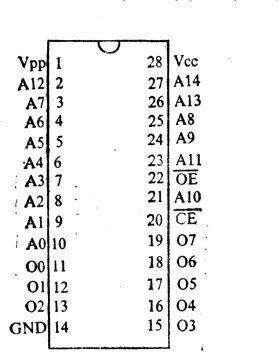 Vpp 1 28 Vcc
A12 2 27 A14
A7 3 26 A13
A6 4 25 A8
A5 5 24 A9
A4 6 23 A11
A3 7 22 OE
A2 8 21 A10
A1 9 20 CE
A0 10 19 O7
O0 11 18 O6
O1 12 17 O5
O2 13 16 O4
GND 14 15 O3